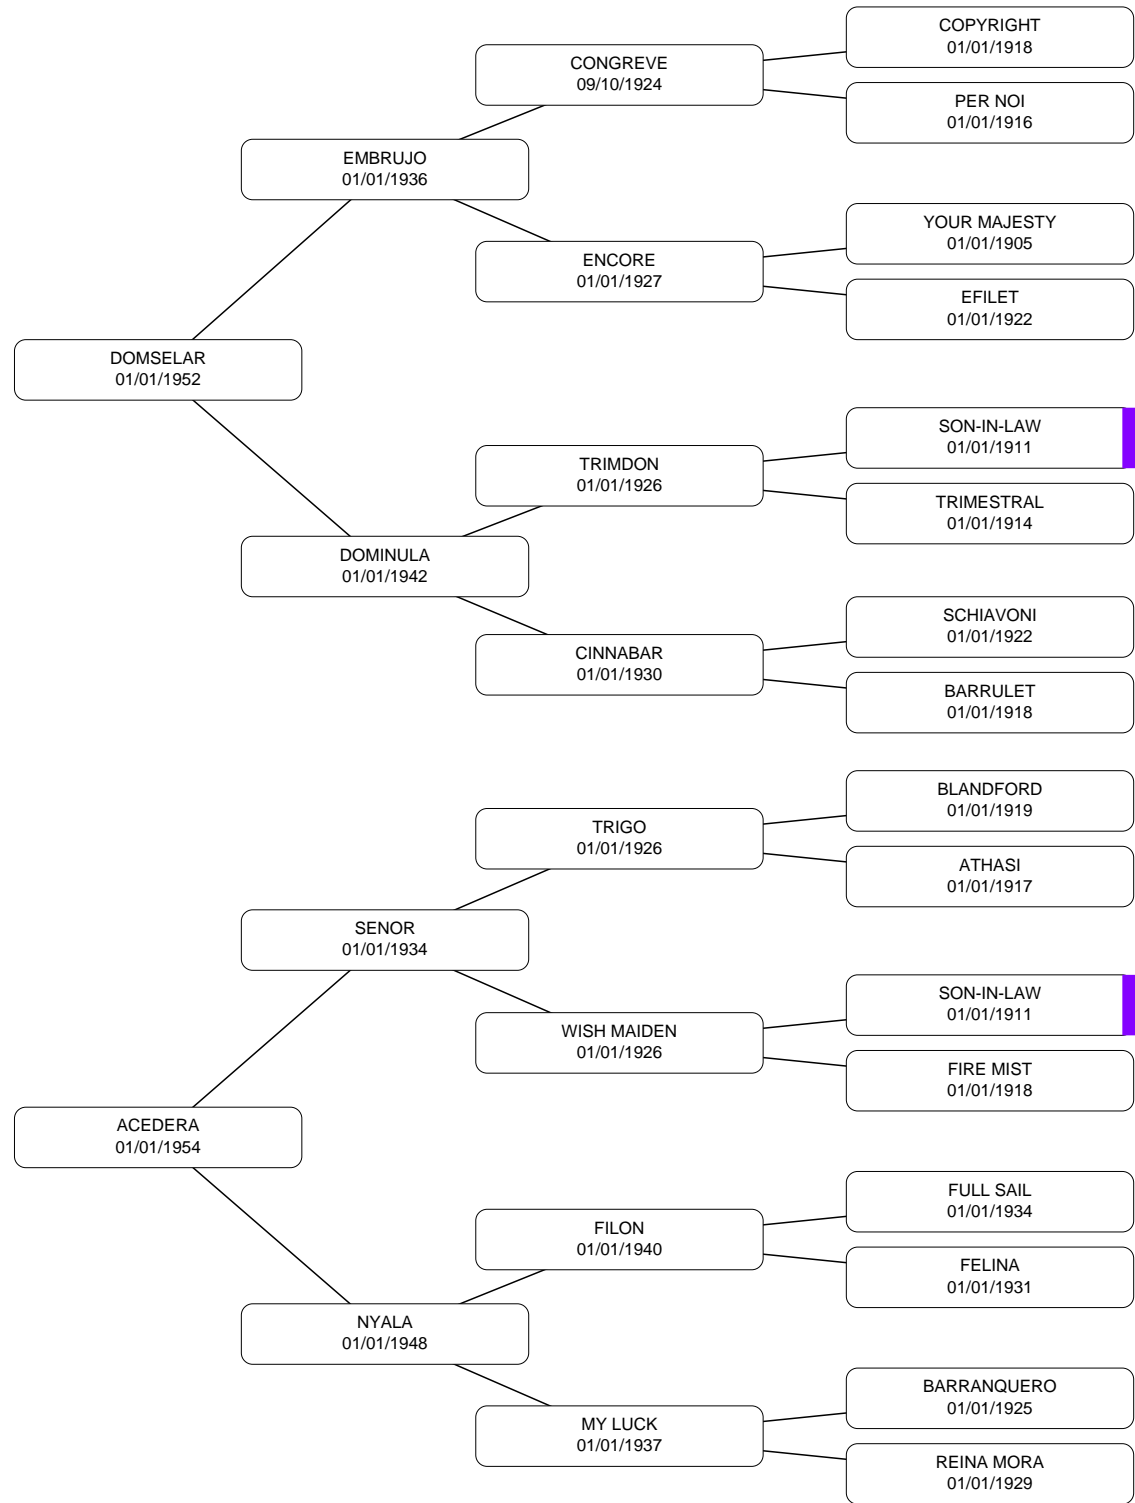 COPYRIGHT
01/01/1918
CONGREVE
09/10/1924
PER NOI
01/01/1916
EMBRUJO
01/01/1936
YOUR MAJESTY
01/01/1905
ENCORE
01/01/1927
EFILET
01/01/1922
DOMSELAR
01/01/1952
SON-IN-LAW
01/01/1911
TRIMDON
01/01/1926
TRIMESTRAL
01/01/1914
DOMINULA
01/01/1942
SCHIAVONI
01/01/1922
CINNABAR
01/01/1930
BARRULET
01/01/1918
BLANDFORD
01/01/1919
TRIGO
01/01/1926
ATHASI
01/01/1917
SENOR
01/01/1934
SON-IN-LAW
01/01/1911
WISH MAIDEN
01/01/1926
FIRE MIST
01/01/1918
ACEDERA
01/01/1954
FULL SAIL
01/01/1934
FILON
01/01/1940
FELINA
01/01/1931
NYALA
01/01/1948
BARRANQUERO
01/01/1925
MY LUCK
01/01/1937
REINA MORA
01/01/1929